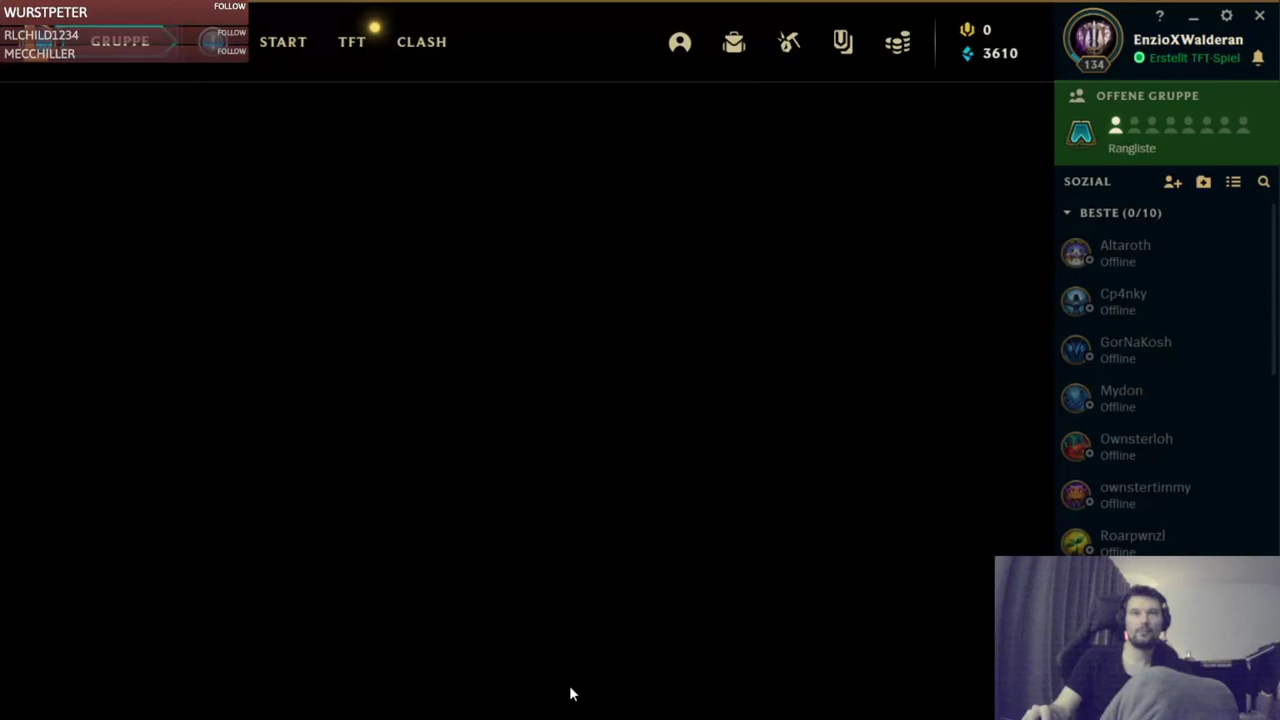 WURSTPETER FOLLOW
RLCHILD1234 FOLLOW
MECCHILLER FOLLOW
GRUPPE
START
TFT
CLASH
0
3610
?
EnzioXWalderan
134
Erstellt TFT-Spiel
OFFENE GRUPPE
Rangliste
SOZIAL
BESTE (0/10)
Altaroth
Offline
Cp4nky
Offline
GorNaKosh
Offline
Mydon
Offline
Ownsterloh
Offline
ownstertimmy
Offline
Roarpwnzl
Offline